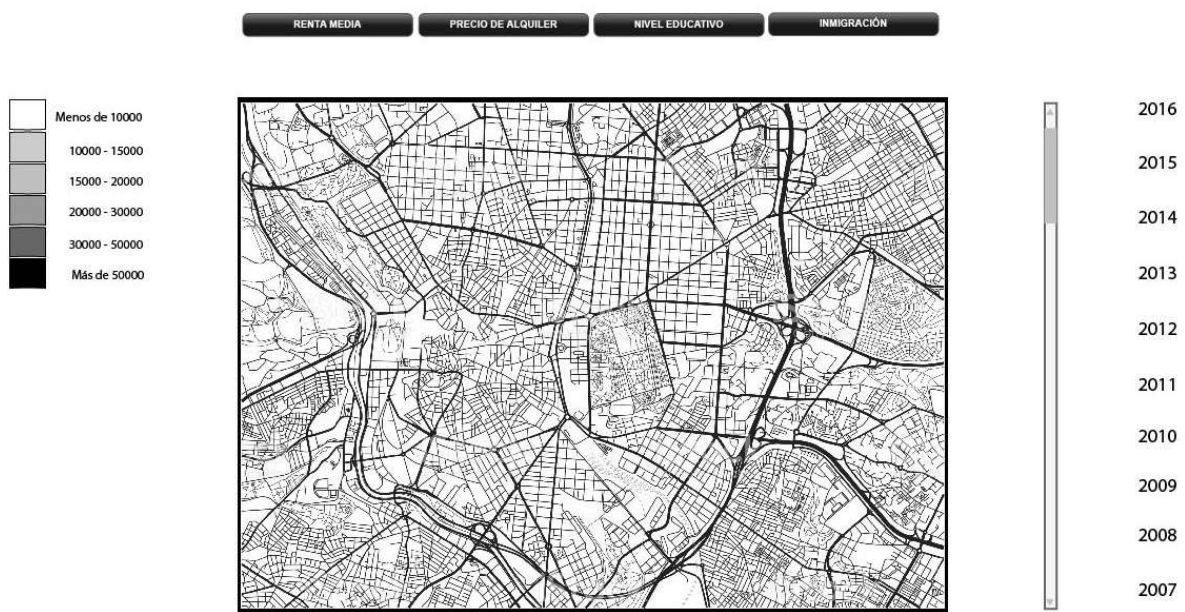 RENTA MEDIA
PRECIO DE ALQUILER
NIVEL EDUCATIVO
INMIGRACIÓN
Menos de 10000
10000 - 15000
15000 - 20000
20000 - 30000
30000 - 50000
Más de 50000
2016
2015
2014
2013
2012
2011
2010
2009
2008
2007